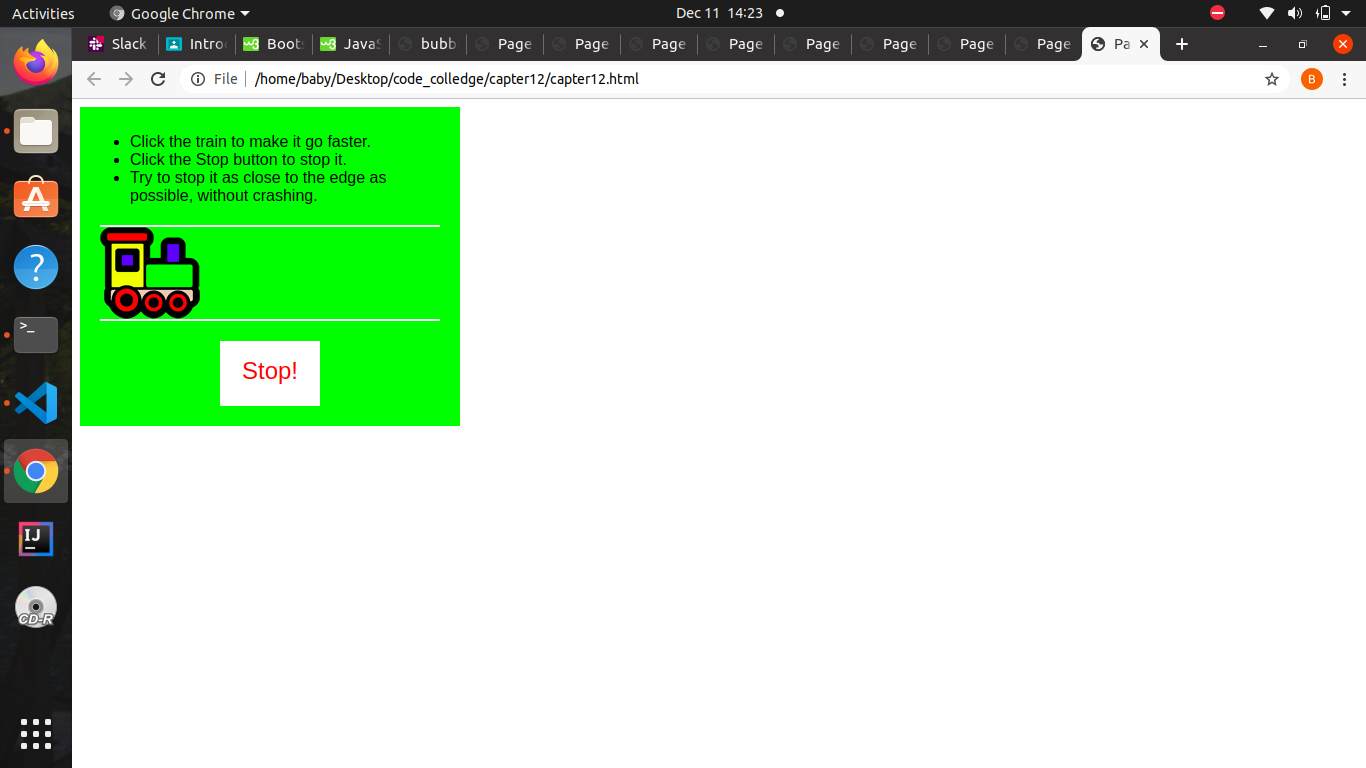 Activities Google Chrome Dec 11 14:23
Slack Intro Boots JavaS bubb Page Page Page Page Page Page Page Page Pa
File /home/baby/Desktop/code_colledge/capter12/capter12.html B
Click the train to make it go faster.
Click the Stop button to stop it.
Try to stop it as close to the edge as
possible, without crashing.
Stop!
>_
IJ
CD-R